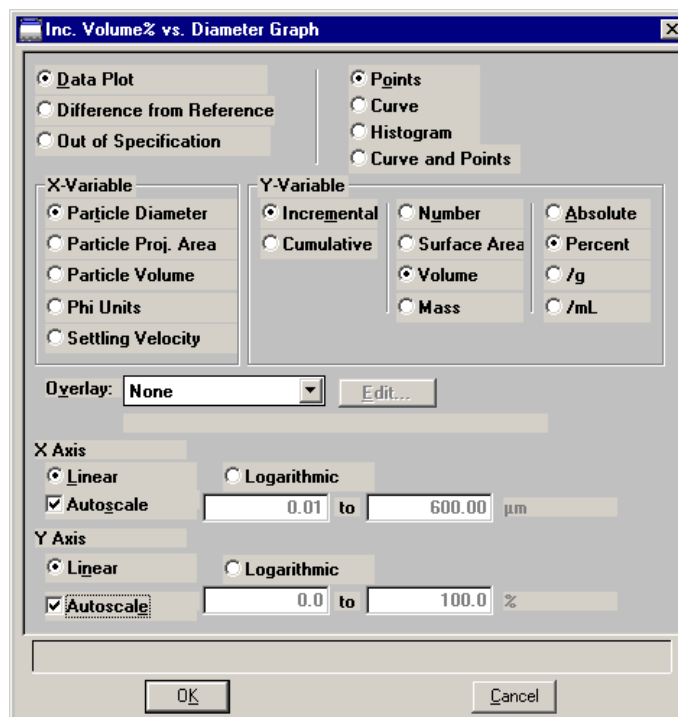 Inc. Volume% vs. Diameter Graph
Data Plot
Difference from Reference
Out of Specification
Points
Curve
Histogram
Curve and Points
X-Variable
Particle Diameter
Particle Proj. Area
Particle Volume
Phi Units
Settling Velocity
Y-Variable
Incremental
Cumulative
Number
Surface Area
Volume
Mass
Absolute
Percent
/g
/mL
Overlay: None Edit...
X Axis
Linear Logarithmic
Autoscale 0.01 to 600.00 µm
Y Axis
Linear Logarithmic
Autoscale 0.0 to 100.0 %
OK Cancel